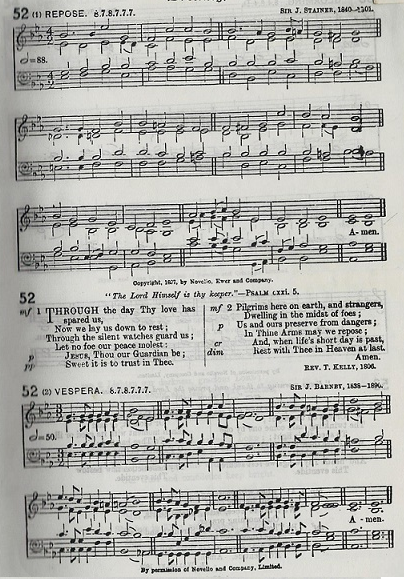 52 (1) REPOSE. 8.7.8.7.7.7. SIR J. STAINER, 1840-1901.
𝅗𝅥 = 88.
A- men.
Copyright, 1877, by Novello, Ewer and Company.
52
"The Lord Himself is thy keeper."—PSALM cxxi. 5.
mf 1 THROUGH the day Thy love has
spared us,
Now we lay us down to rest;
Through the silent watches guard us;
Let no foe peace molest;
p JESUS, Thou our Guardian be;
pp Sweet it is to trust in Thee.
mf 2 Pilgrims here on earth, and strangers,
Dwelling in the midst of foes;
p Us and ours preserve from dangers;
In Thine Arms may we repose;
cr And, when life's short day is past,
dim Rest with Thee in Heaven at last.
Amen.
REV. T. KELLY, 1806.
52 (2) VESPERA. 8.7.8.7.7.7. SIR J. BARNBY, 1838-1896.
𝅗𝅥 = 50.
A - men.
By permission of Novello and Company, Limited.